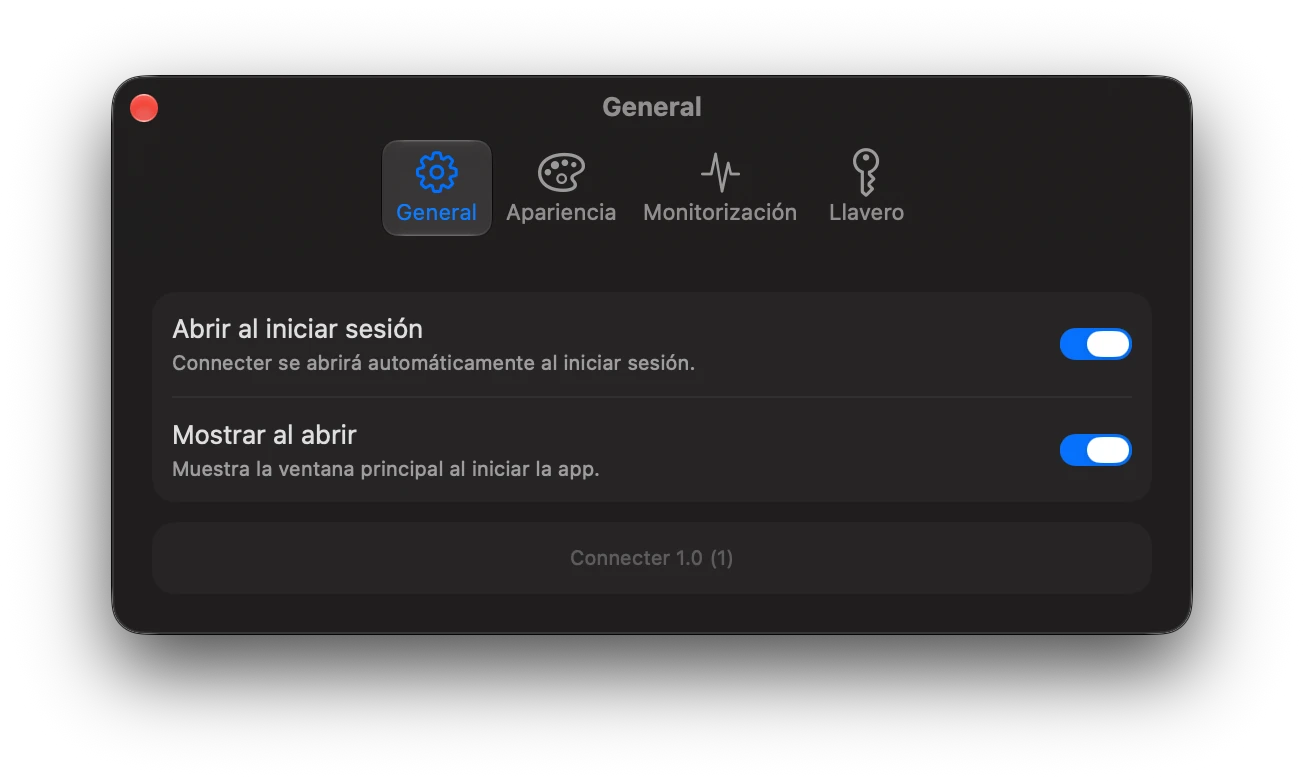 General
General
Apariencia
Monitorización
Llavero
Abrir al iniciar sesión
Connecter se abrirá automáticamente al iniciar sesión.
Mostrar al abrir
Muestra la ventana principal al iniciar la app.
Connecter 1.0 (1)